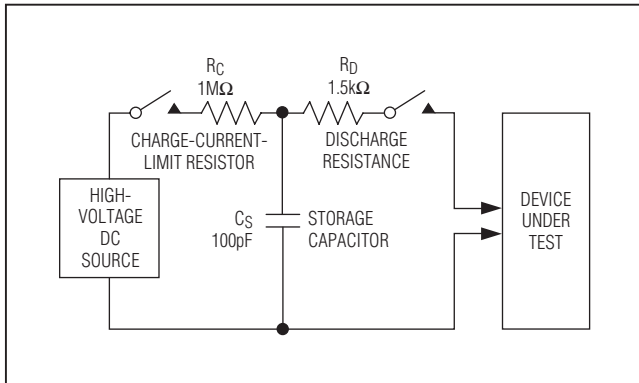 R_C
1MΩ
CHARGE-CURRENT-
LIMIT RESISTOR
R_D
1.5kΩ
DISCHARGE
RESISTANCE
HIGH-
VOLTAGE
DC
SOURCE
C_S
100pF
STORAGE
CAPACITOR
DEVICE
UNDER
TEST